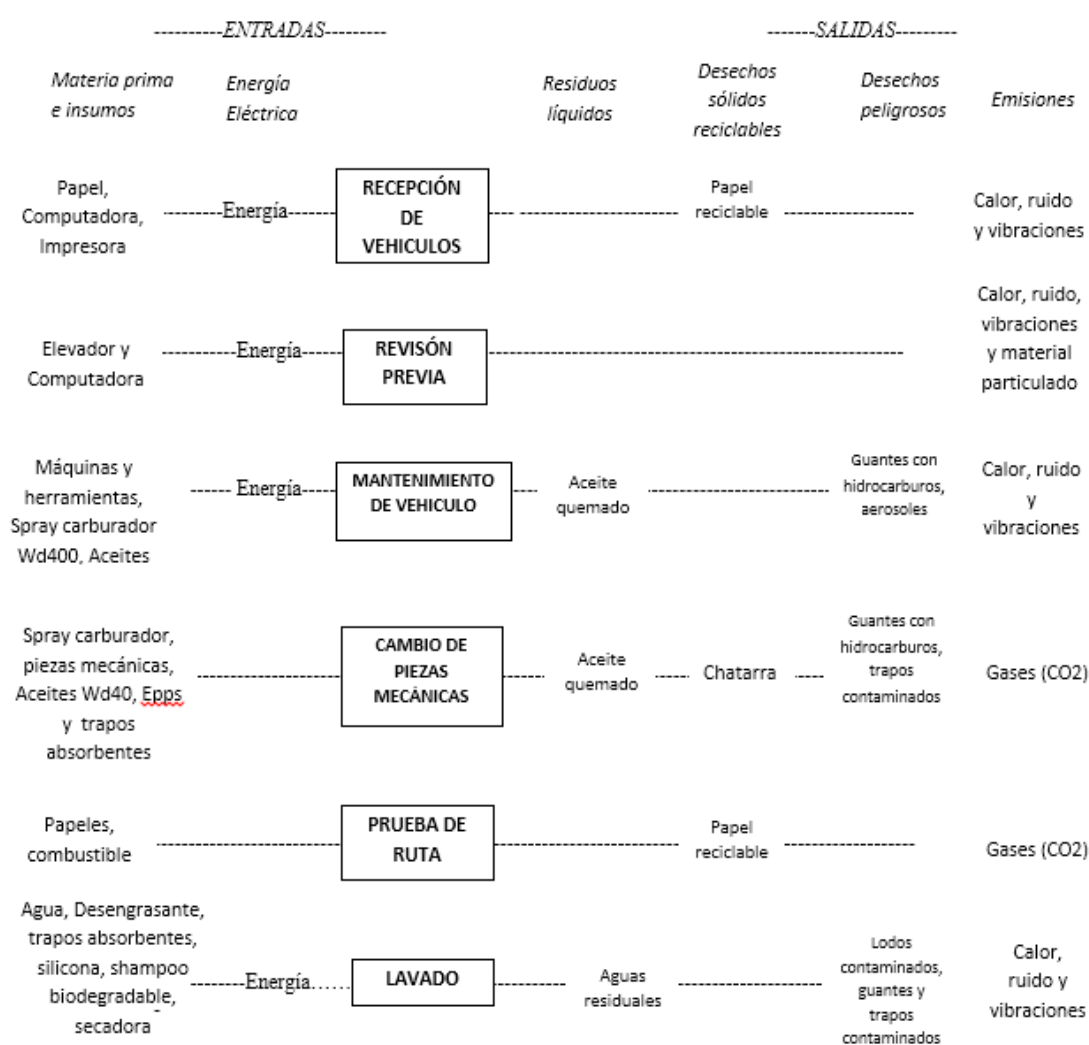 ----------ENTRADAS---------
-------SALIDAS---------
Materia prima
e insumos
Energía
Eléctrica
Residuos
líquidos
Desechos
sólidos
reciclables
Desechos
peligrosos
Emisiones
Papel,
Computadora,
Impresora
Energía
RECEPCIÓN
DE
VEHICULOS
Papel
reciclable
Calor, ruido
y vibraciones
Elevador y
Computadora
Energía
REVISÓN
PREVIA
Calor, ruido,
vibraciones
y material
particulado
Máquinas y
herramientas,
Spray carburador
Wd400, Aceites
Energía
MANTENIMIENTO
DE VEHICULO
Aceite
quemado
Guantes con
hidrocarburos,
aerosoles
Calor, ruido
y
vibraciones
Spray carburador,
piezas mecánicas,
Aceites Wd40, Epps
y trapos
absorbentes
CAMBIO DE
PIEZAS
MECÁNICAS
Aceite
quemado
Chatarra
Guantes con
hidrocarburos,
trapos
contaminados
Gases (CO2)
Papeles,
combustible
PRUEBA DE
RUTA
Papel
reciclable
Gases (CO2)
Agua, Desengrasante,
trapos absorbentes,
silicona, shampoo
biodegradable,
secadora
Energía......
LAVADO
Aguas
residuales
Lodos
contaminados,
guantes y
trapos
contaminados
Calor,
ruido y
vibraciones